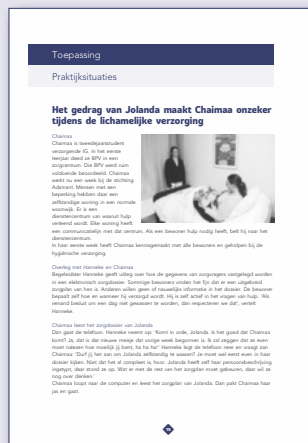 Toepassing
Praktijksituaties
Het gedrag van Jolanda maakt Chaimaa onzeker
tijdens de lichamelijke verzorging
Chaimaa
Chaimaa is tweedejaarsstudent
verzorgende IG. In het eerste
leerjaar deed ze BPV in een
zorgcentrum. Die BPV werd ruim
voldoende beoordeeld. Chaimaa
werkt nu een week bij de stichting
Adamant. Mensen met een
beperking hebben daar een
zelfstandige woning in een normale
woonwijk. Er is een
dienstencentrum van waaruit hulp
verleend wordt. Elke woning heeft
een communicatielijn met dat centrum. Als een bewoner hulp nodig heeft, belt hij naar het
dienstencentrum.
In haar eerste week heeft Chaimaa kennisgemaakt met alle bewoners en geholpen bij de
hygiënische verzorging.
Overleg met Hanneke en Chaimaa
Begeleidster Hanneke geeft uitleg over hoe de gegevens van zorgvragers vastgelegd worden
in een elektronisch zorgdossier. Sommige bewoners vinden het fijn dat er een uitgebreid
zorgplan van hen is. Anderen willen geen of nauwelijks informatie in het dossier. De bewoner
bepaalt zelf hoe en wanneer hij verzorgd wordt. Hij is zelf actief in het vragen van hulp. 'Als
iemand besluit om een dag niet gewassen te worden, dan respecteren we dat', vertelt
Hanneke.
Chaimaa leest het zorgdossier van Jolanda
Dan gaat de telefoon. Hanneke neemt op: 'Komt in orde, Jolanda. Is het goed dat Chaimaa
komt? Ja, dat is dat nieuwe meisje dat vorige week begonnen is. Ik zal zeggen dat ze even
moet nalezen hoe moeilijk jij bent, ha ha ha!' Hanneke legt de telefoon neer en vraagt aan
Chaimaa: 'Durf jij het aan om Jolanda zelfstandig te wassen? Je moet wel eerst even in haar
dossier kijken. Niet dat het al compleet is, hoor. Jolanda heeft zelf haar persoonsbeschrijving
ingetypt, daar stond ze op. Wat er met de rest van het zorgplan moet gebeuren, daar wil ze
nog over denken.'
Chaimaa loopt naar de computer en leest het zorgplan van Jolanda. Dan pakt Chaimaa haar
jas en gaat.